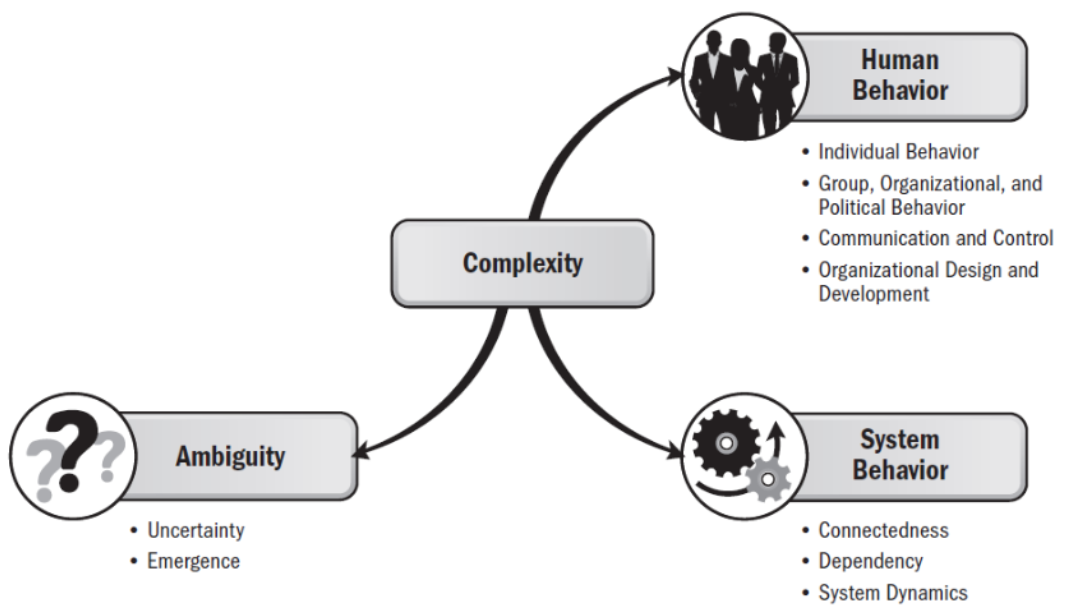 Human
Behavior
• Individual Behavior
• Group, Organizational, and
Political Behavior
• Communication and Control
• Organizational Design and
Development
Complexity
Ambiguity
• Uncertainty
• Emergence
System
Behavior
• Connectedness
• Dependency
• System Dynamics